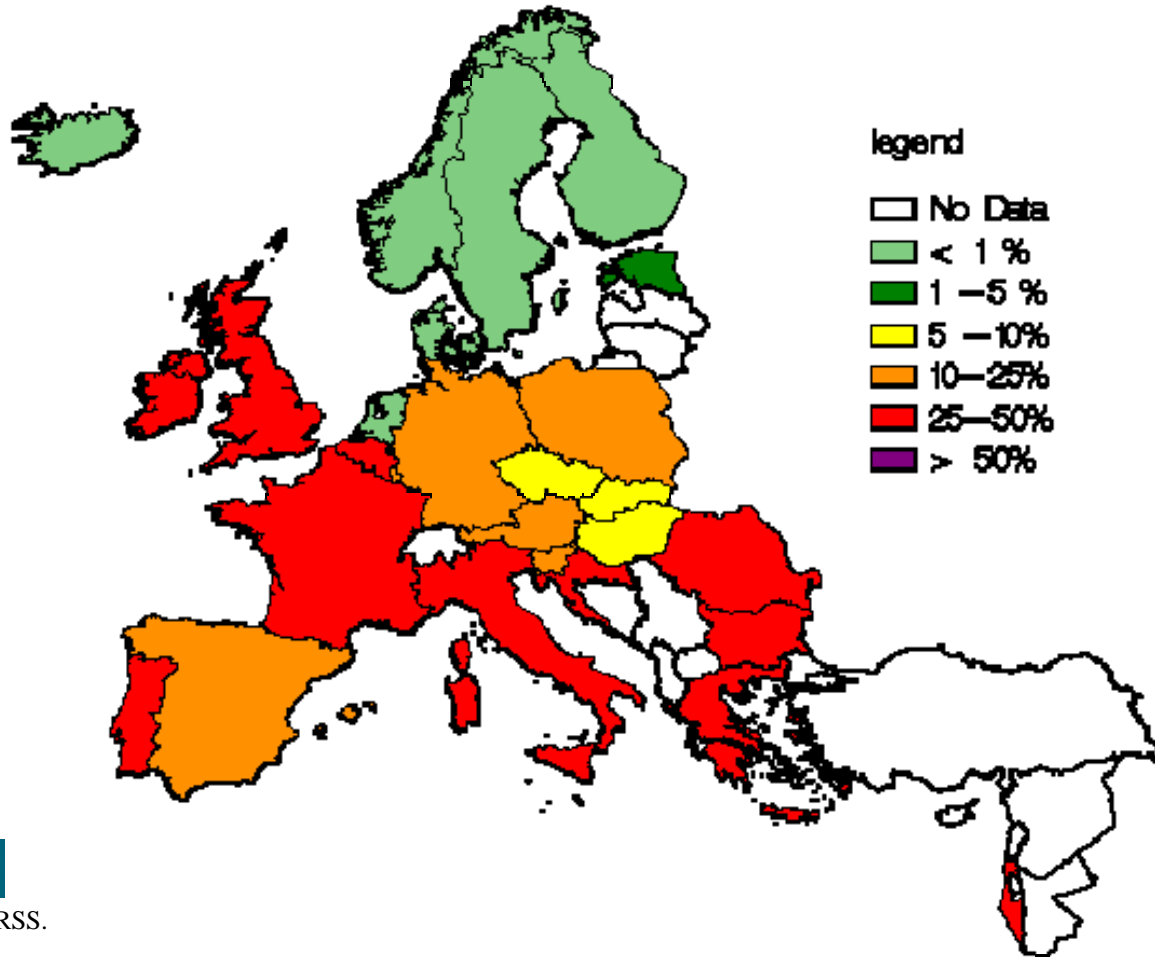 legend
No Data
< 1 %
1 –5 %
5 –10%
10–25%
25–50%
> 50%
RSS.